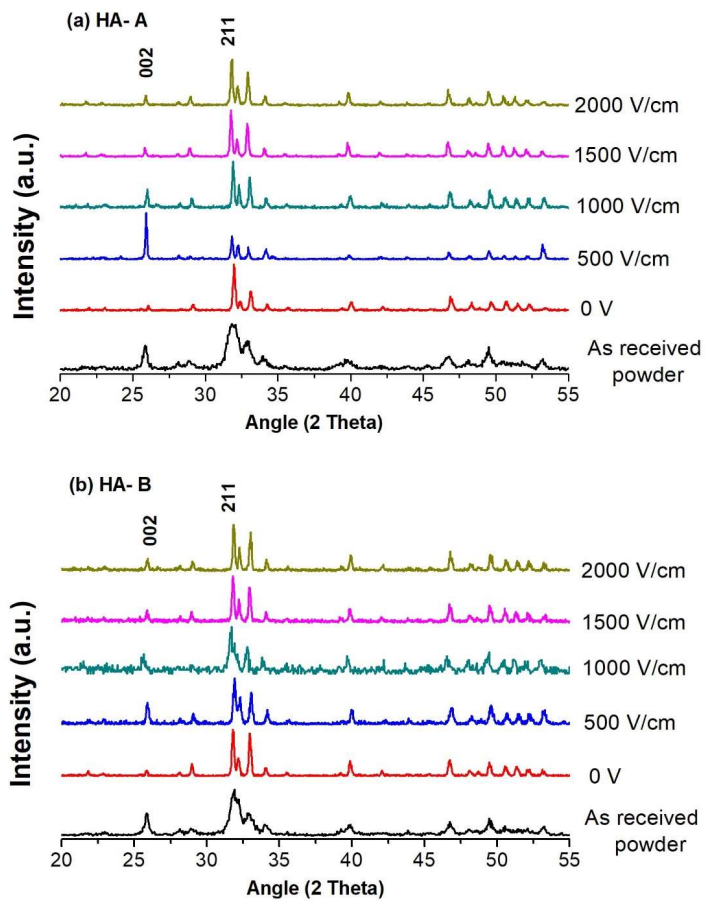 (a) HA- A
002
211
2000 V/cm
1500 V/cm
1000 V/cm
500 V/cm
0 V
As received
powder
Intensity (a.u.)
20 25 30 35 40 45 50 55
Angle (2 Theta)
(b) HA- B
002
211
2000 V/cm
1500 V/cm
1000 V/cm
500 V/cm
0 V
As received
powder
Intensity (a.u.)
20 25 30 35 40 45 50 55
Angle (2 Theta)